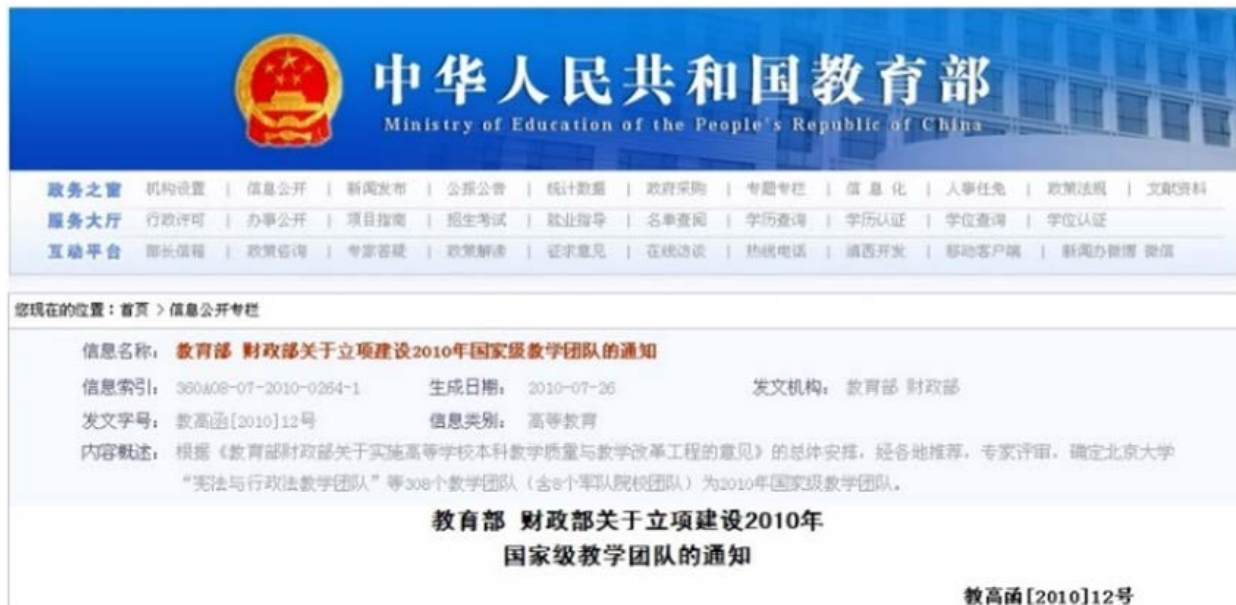 中华人民共和国教育部
Ministry of Education of the People's Republic of China
政务之窗 机构设置 | 信息公开 | 新闻发布 | 公报公告 | 统计数据 | 政府采购 | 专题专栏 | 信 息 化 | 人事任免 | 政策法规 | 文献资料
服务大厅 行政许可 | 办事公开 | 项目指南 | 招生考试 | 就业指导 | 名单查阅 | 学历查询 | 学历认证 | 学位查询 | 学位认证
互动平台 部长信箱 | 政策咨询 | 专家答疑 | 政策解读 | 征求意见 | 在线访谈 | 热线电话 | 滇西开发 | 移动客户端 | 新闻办微博 微信
您现在的位置：首页 > 信息公开专栏
信息名称： 教育部 财政部关于立项建设2010年国家级教学团队的通知
信息索引： 360A08-07-2010-0264-1 生成日期： 2010-07-26 发文机构： 教育部 财政部
发文字号： 教高函[2010]12号 信息类别： 高等教育
内容概述： 根据《教育部财政部关于实施高等学校本科教学质量与教学改革工程的意见》的总体安排，经各地推荐，专家评审，确定北京大学
“宪法与行政法教学团队”等308个教学团队（含8个军队院校团队）为2010年国家级教学团队。
教育部 财政部关于立项建设2010年
国家级教学团队的通知
教高函[2010]12号